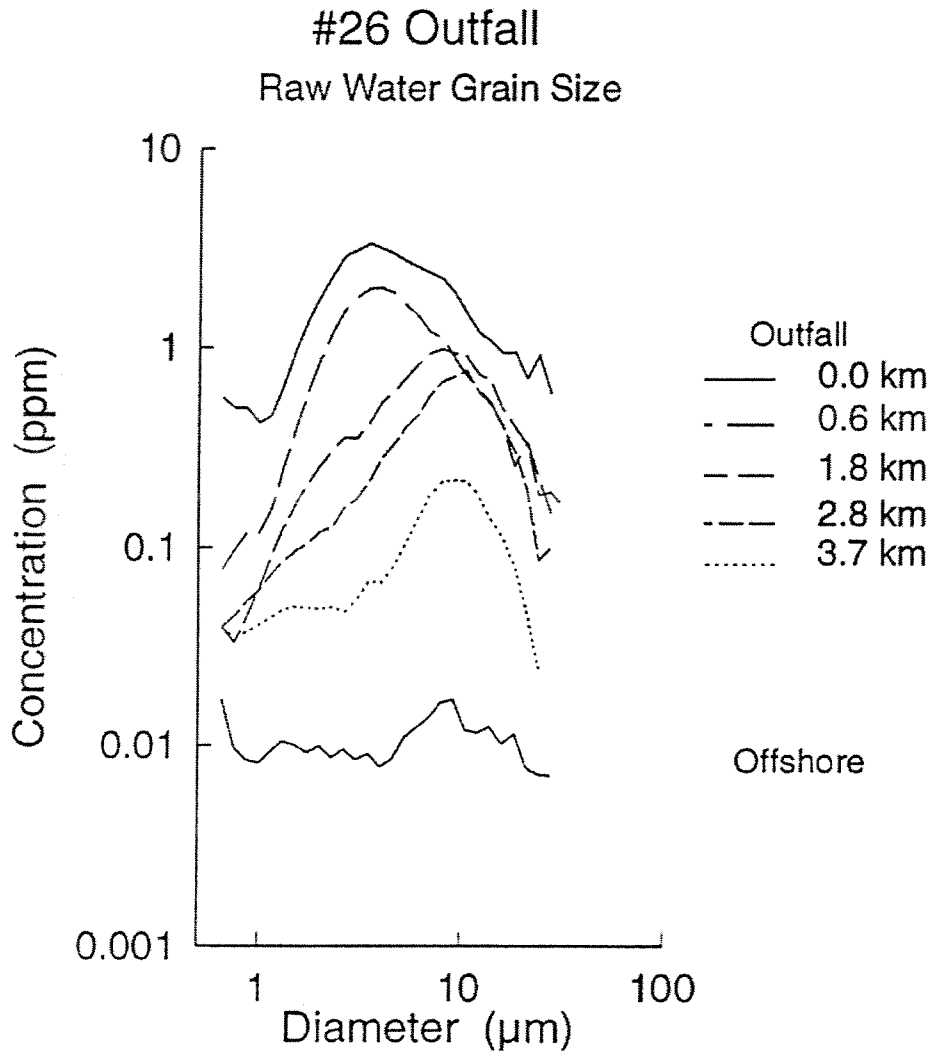 #26 Outfall
Raw Water Grain Size
Concentration (ppm)
10
1
0.1
0.01
0.001
1
10
100
Diameter (μm)
Outfall
0.0 km
0.6 km
1.8 km
2.8 km
3.7 km
Offshore